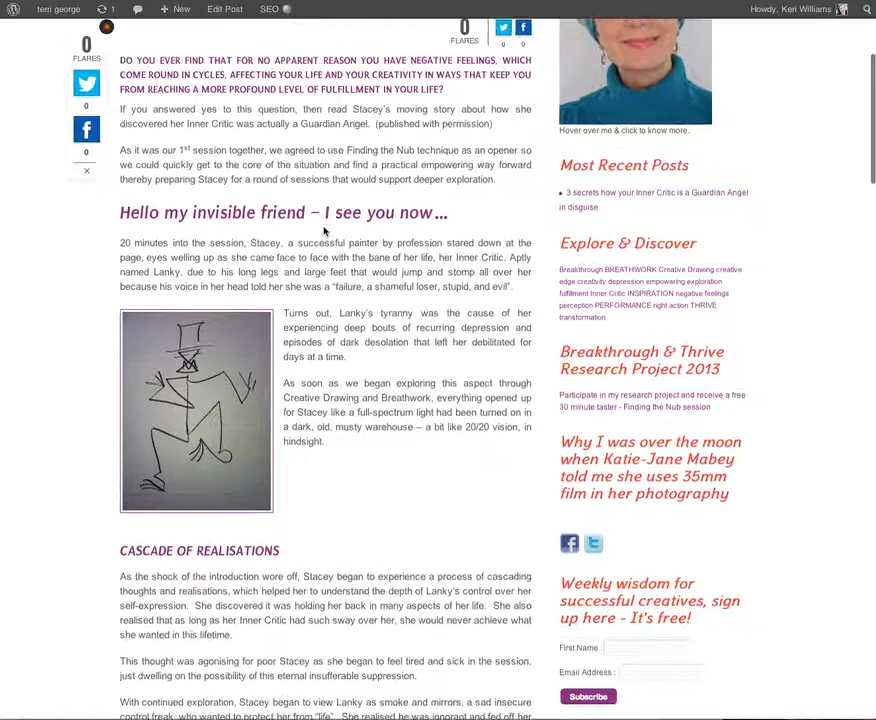 terri george 1 + New Edit Post SEO Howdy, Keri Williams
0
FLARES
0
0
×
0
FLARES
0 0
DO YOU EVER FIND THAT FOR NO APPARENT REASON YOU HAVE NEGATIVE FEELINGS, WHICH
COME ROUND IN CYCLES, AFFECTING YOUR LIFE AND YOUR CREATIVITY IN WAYS THAT KEEP YOU
FROM REACHING A MORE PROFOUND LEVEL OF FULFILLMENT IN YOUR LIFE?
If you answered yes to this question, then read Stacey's moving story about how she
discovered her Inner Critic was actually a Guardian Angel. (published with permission)
As it was our 1st session together, we agreed to use Finding the Nub technique as an opener so
we could quickly get to the core of the situation and find a practical empowering way forward
thereby preparing Stacey for a round of sessions that would support deeper exploration.
Hello my invisible friend – I see you now...
20 minutes into the session, Stacey, a successful painter by profession stared down at the
page, eyes welling up as she came face to face with the bane of her life, her Inner Critic. Aptly
named Lanky, due to his long legs and large feet that would jump and stomp all over her
because his voice in her head told her she was a "failure, a shameful loser, stupid, and evil".
Turns out, Lanky's tyranny was the cause of her
experiencing deep bouts of recurring depression and
episodes of dark desolation that left her debilitated for
days at a time.
As soon as we began exploring this aspect through
Creative Drawing and Breathwork, everything opened up
for Stacey like a full-spectrum light had been turned on in
a dark, old, musty warehouse – a bit like 20/20 vision, in
hindsight.
CASCADE OF REALISATIONS
As the shock of the introduction wore off, Stacey began to experience a process of cascading
thoughts and realisations, which helped her to understand the depth of Lanky's control over her
self-expression. She discovered it was holding her back in many aspects of her life. She also
realised that as long as her Inner Critic had such sway over her, she would never achieve what
she wanted in this lifetime.
This thought was agonising for poor Stacey as she began to feel tired and sick in the session,
just dwelling on the possibility of this eternal insufferable suppression.
With continued exploration, Stacey began to view Lanky as smoke and mirrors, a sad insecure
control freak, who wanted to protect her from "life". She realised he was ignorant and fed off her
Hover over me & click to know more.
Most Recent Posts
3 secrets how your Inner Critic is a Guardian Angel
in disguise
Explore & Discover
Breakthrough BREATHWORK Creative Drawing creative
edge creativity depression empowering exploration
fulfillment Inner Critic INSPIRATION negative feelings
perception PERFORMANCE right action THRIVE
transformation
Breakthrough & Thrive
Research Project 2013
Participate in my research project and receive a free
30 minute taster - Finding the Nub session
Why I was over the moon
when Katie-Jane Mabey
told me she uses 35mm
film in her photography
Weekly wisdom for
successful creatives, sign
up here - It's free!
First Name :
Email Address :
Subscribe